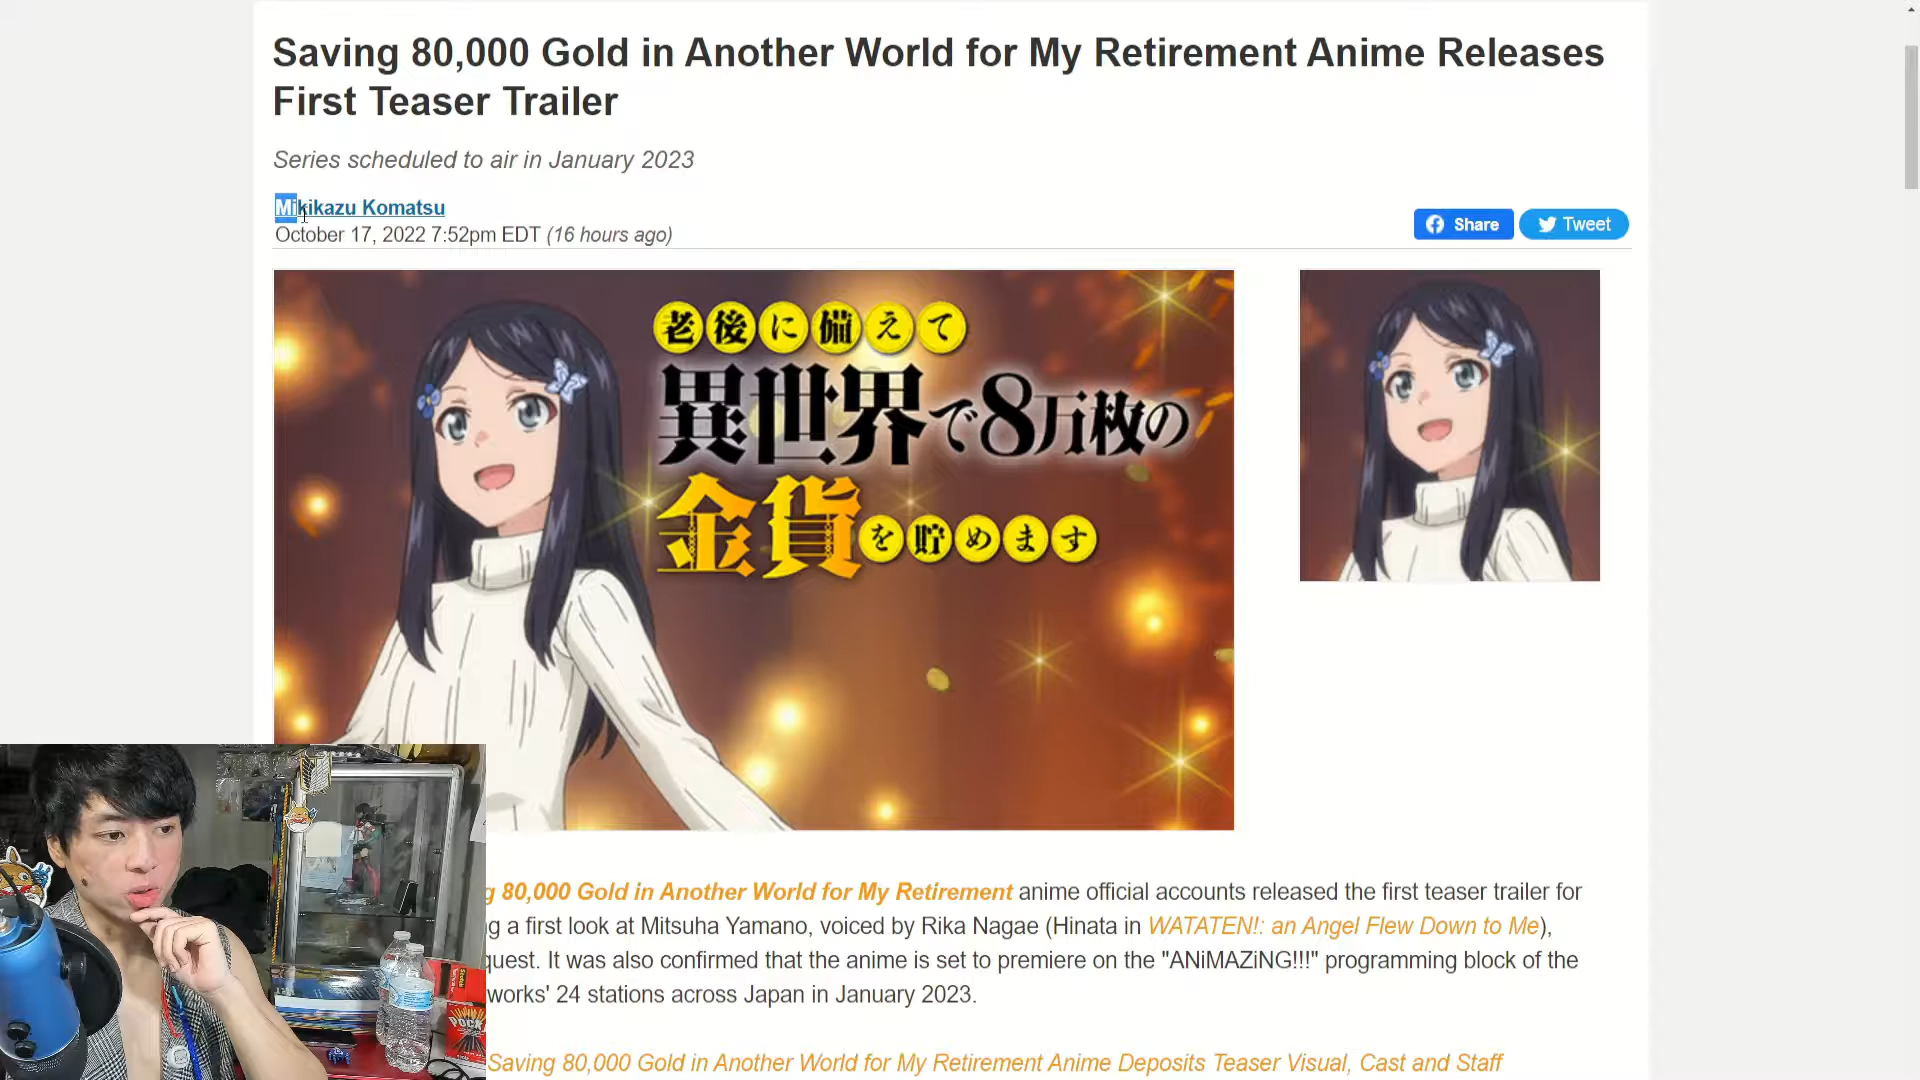 Saving 80,000 Gold in Another World for My Retirement Anime Releases
First Teaser Trailer
Series scheduled to air in January 2023
Mikikazu Komatsu
October 17, 2022 7:52pm EDT (16 hours ago)
Share
Tweet
老後に備えて
異世界で8万枚の
金貨を貯めます
g 80,000 Gold in Another World for My Retirement anime official accounts released the first teaser trailer for
g a first look at Mitsuha Yamano, voiced by Rika Nagae (Hinata in WATATEN!: an Angel Flew Down to Me),
quest. It was also confirmed that the anime is set to premiere on the "ANiMAZiNG!!!" programming block of the
works' 24 stations across Japan in January 2023.
POCK
Saving 80,000 Gold in Another World for My Retirement Anime Deposits Teaser Visual, Cast and Staff